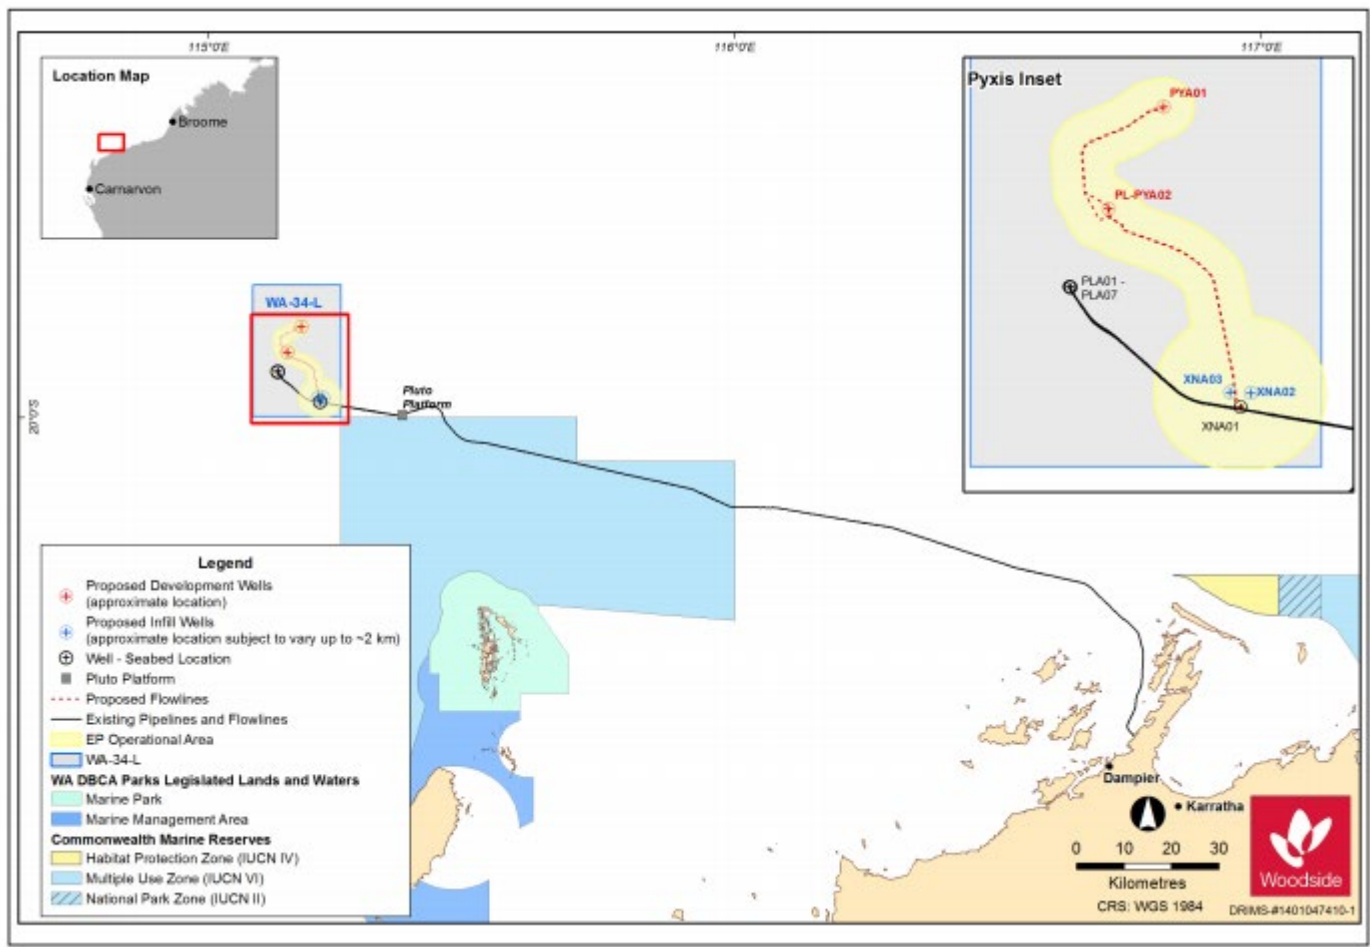 115°0'E
116°0'E
117°0'E
Location Map
Broome
Carnarvon
Pyxis Inset
PYA01
PL-PYA02
PLA01 -
PLA07
XNA03
XNA02
XNA01
WA-34-L
Pluto
Platform
20°0'S
Legend
Proposed Development Wells
(approximate location)
Proposed Infill Wells
(approximate location subject to vary up to ~2 km)
Well - Seabed Location
Pluto Platform
Proposed Flowlines
Existing Pipelines and Flowlines
EP Operational Area
WA-34-L
WA DBCA Parks Legislated Lands and Waters
Marine Park
Marine Management Area
Commonwealth Marine Reserves
Habitat Protection Zone (IUCN IV)
Multiple Use Zone (IUCN VI)
National Park Zone (IUCN II)
Dampier
Karratha
0 10 20 30
Kilometres
CRS: WGS 1984
Woodside
DRIMS-#1401047410-1